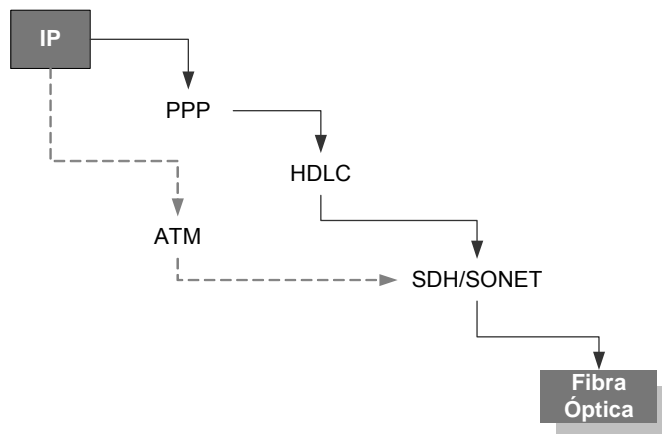 IP
PPP
HDLC
ATM
SDH/SONET
Fibra
Óptica